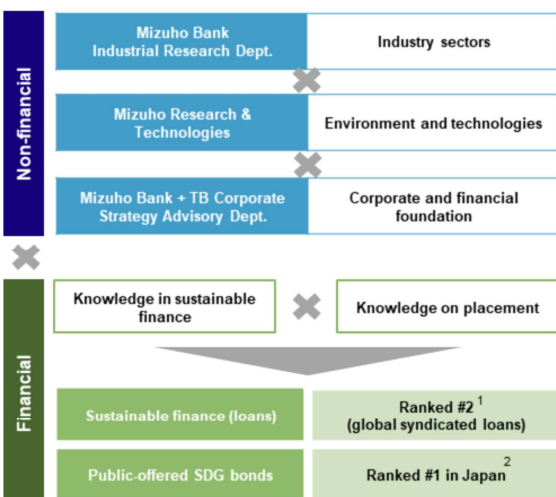 Non-financial
Mizuho Bank
Industrial Research Dept.
Industry sectors
Mizuho Research &
Technologies
Environment and technologies
Mizuho Bank + TB Corporate
Strategy Advisory Dept.
Corporate and financial
foundation
Financial
Knowledge in sustainable
finance
Knowledge on placement
Sustainable finance (loans)
Ranked #2 1
(global syndicated loans)
Public-offered SDG bonds
Ranked #1 in Japan 2